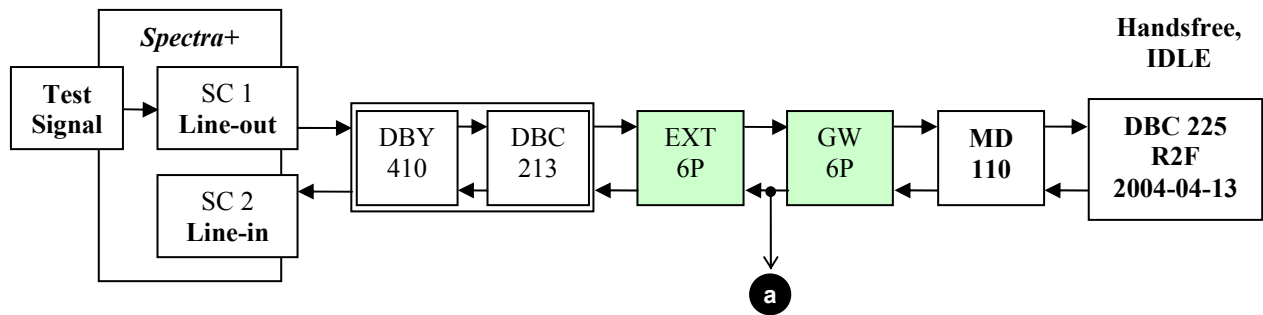 Spectra+
Handsfree,
IDLE
Test
Signal
SC 1
Line-out
SC 2
Line-in
DBY
410
DBC
213
EXT
6P
GW
6P
MD
110
DBC 225
R2F
2004-04-13
a